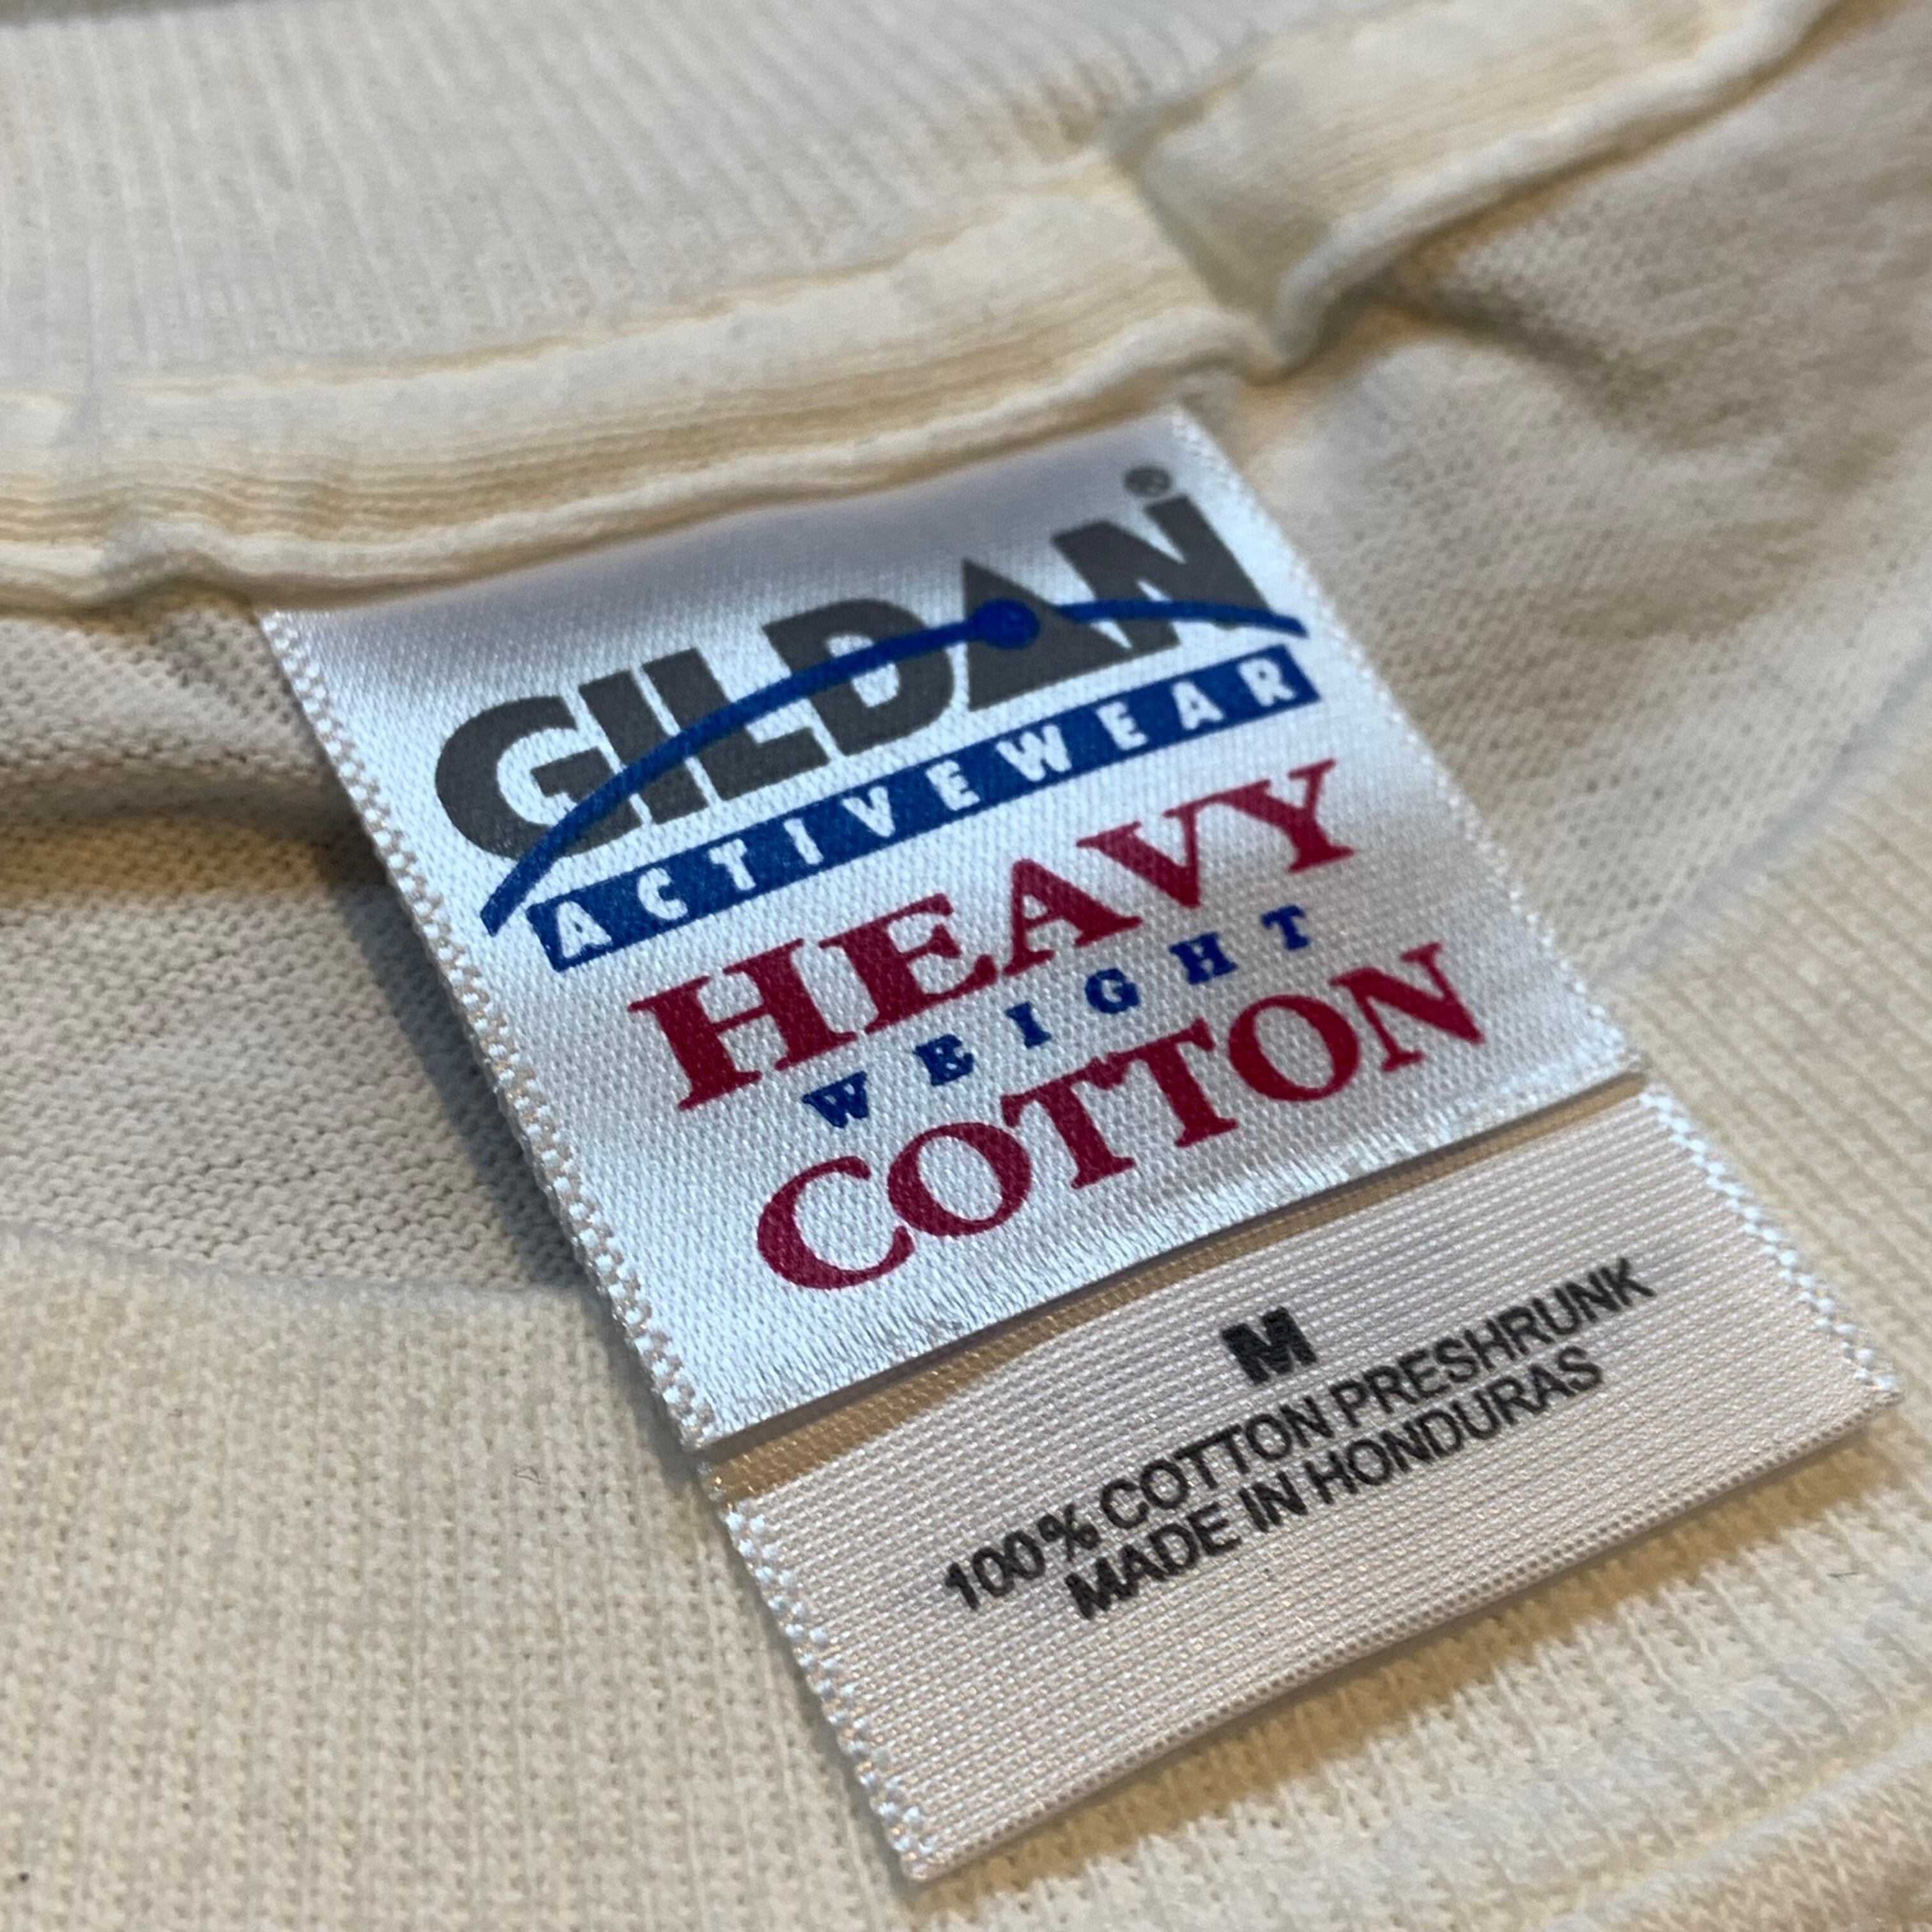 GILDAN®
ACTIVEWEAR
HEAVY
WEIGHT
COTTON
M
100% COTTON PRESHRUNK
MADE IN HONDURAS